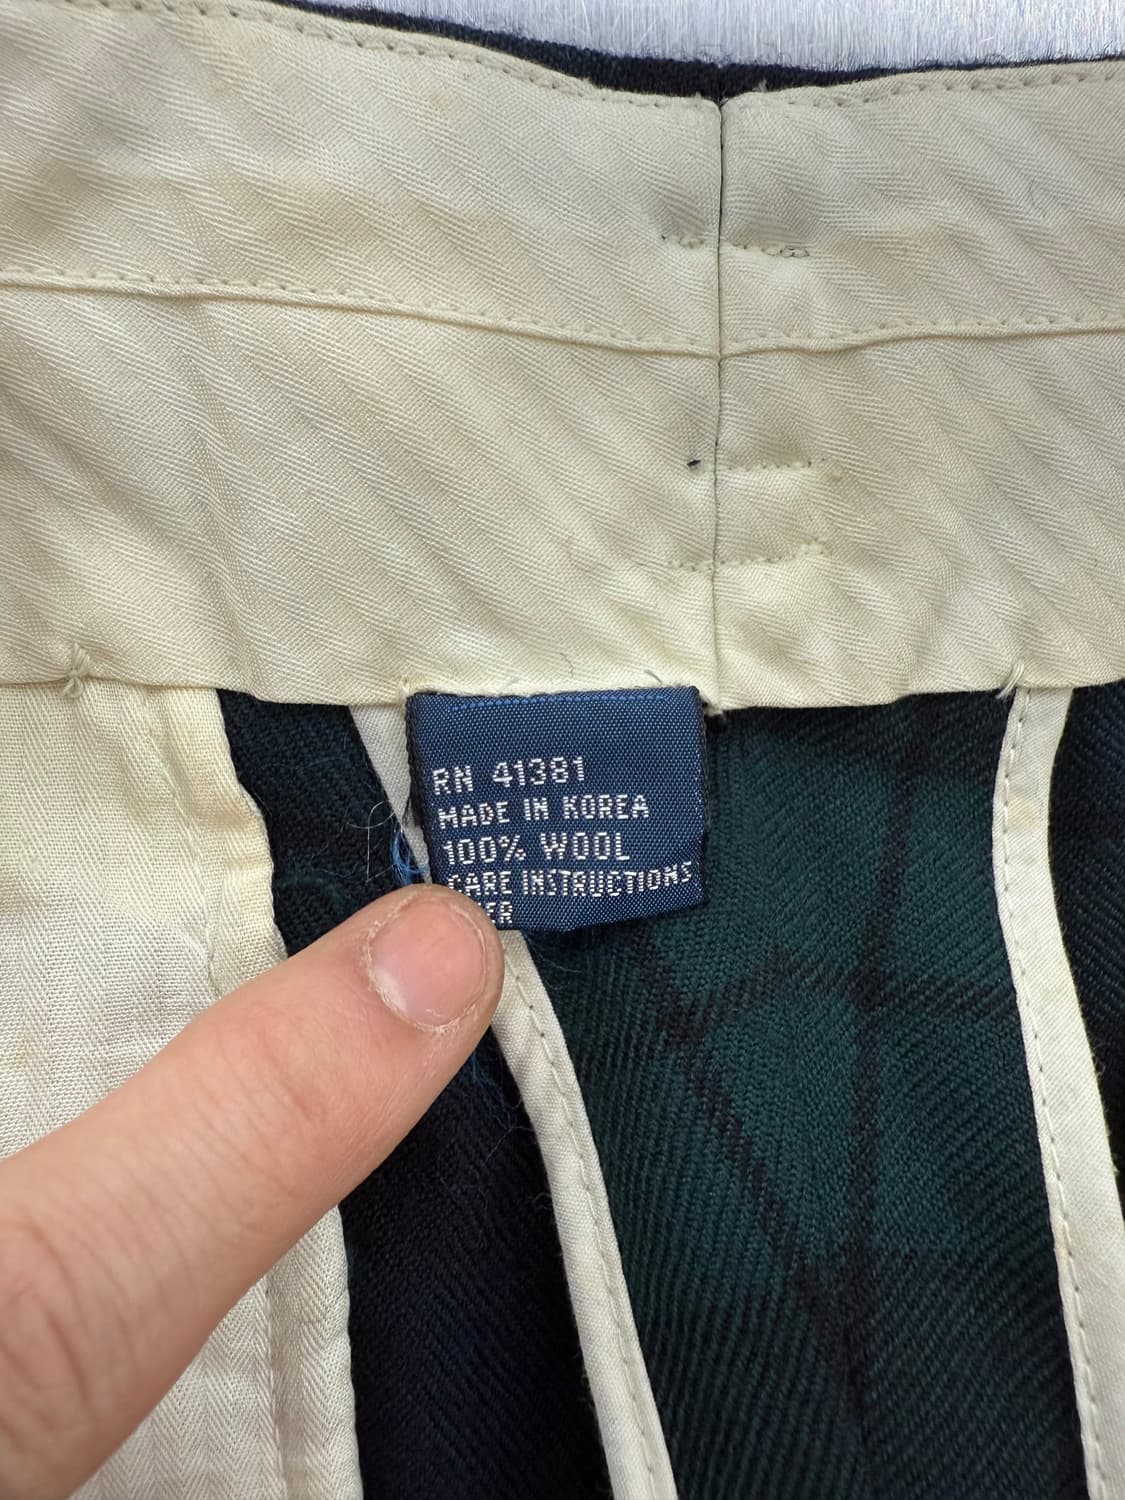 RN 41381
MADE IN KOREA
100% WOOL
CARE INSTRUCTIONS